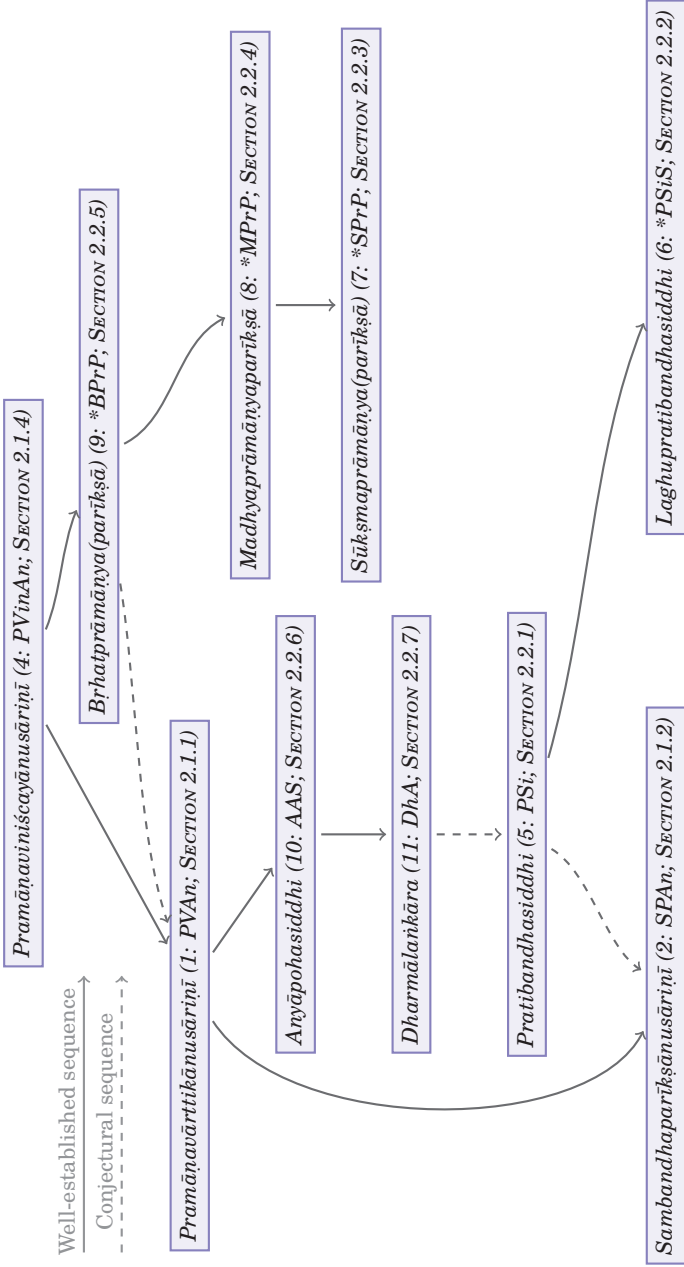 Well-established sequence
Conjectural sequence
Pramāṇaviniścayānusāriṇī (4: PVinAn; SECTION 2.1.4)
Bṛhatprāmāṇya(parīkṣā) (9: *BPrP; SECTION 2.2.5)
Pramāṇavārttikānusāriṇī (1: PVAn; SECTION 2.1.1)
Madhyaprāmāṇyaparīkṣā (8: *MPrP; SECTION 2.2.4)
Anyāpohasiddhi (10: AAS; SECTION 2.2.6)
Sūkṣmaprāmāṇya(parīkṣā) (7: *SPrP; SECTION 2.2.3)
Dharmālaṅkāra (11: DhA; SECTION 2.2.7)
Pratibandhasiddhi (5: PSi; SECTION 2.2.1)
Sambandhaparīkṣānusāriṇī (2: SPAn; SECTION 2.1.2)
Laghupratibandhasiddhi (6: *PSiS; SECTION 2.2.2)